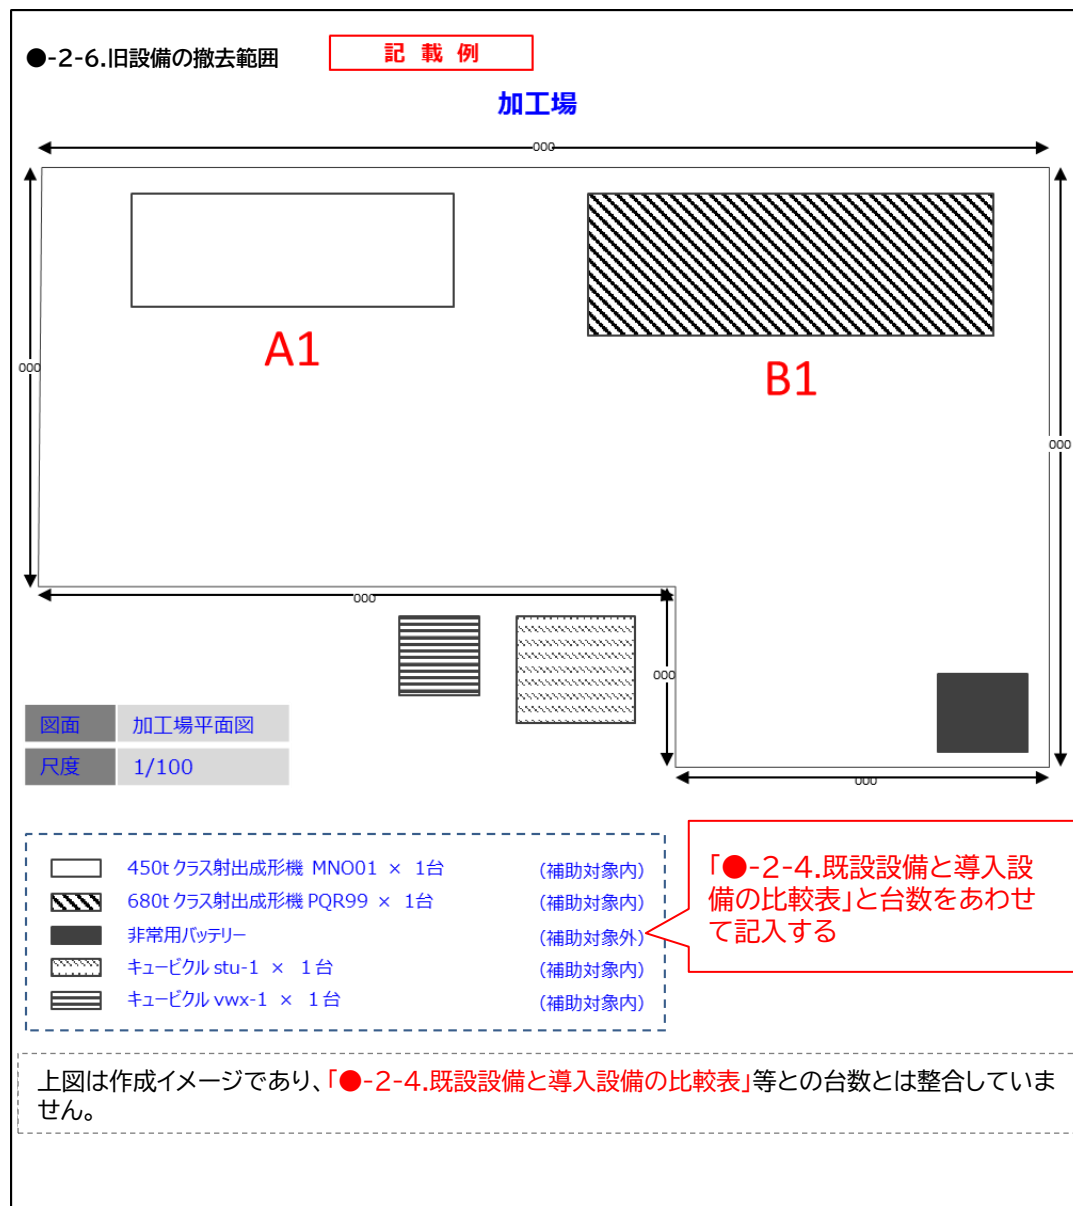 ●-2-6.旧設備の撤去範囲
記 載 例
加工場
000
A1
B1
000
000
000
000
000
図面 加工場平面図
尺度 1/100
450t クラス射出成形機 MNO01 × 1台 (補助対象内)
680t クラス射出成形機 PQR99 × 1台 (補助対象内)
非常用バッテリー (補助対象外)
キュービクル stu-1 × 1台 (補助対象内)
キュービクル vwx-1 × 1台 (補助対象内)
「●-2-4.既設設備と導入設
備の比較表」と台数をあわせ
て記入する
上図は作成イメージであり、「●-2-4.既設設備と導入設備の比較表」等との台数とは整合していま
せん。